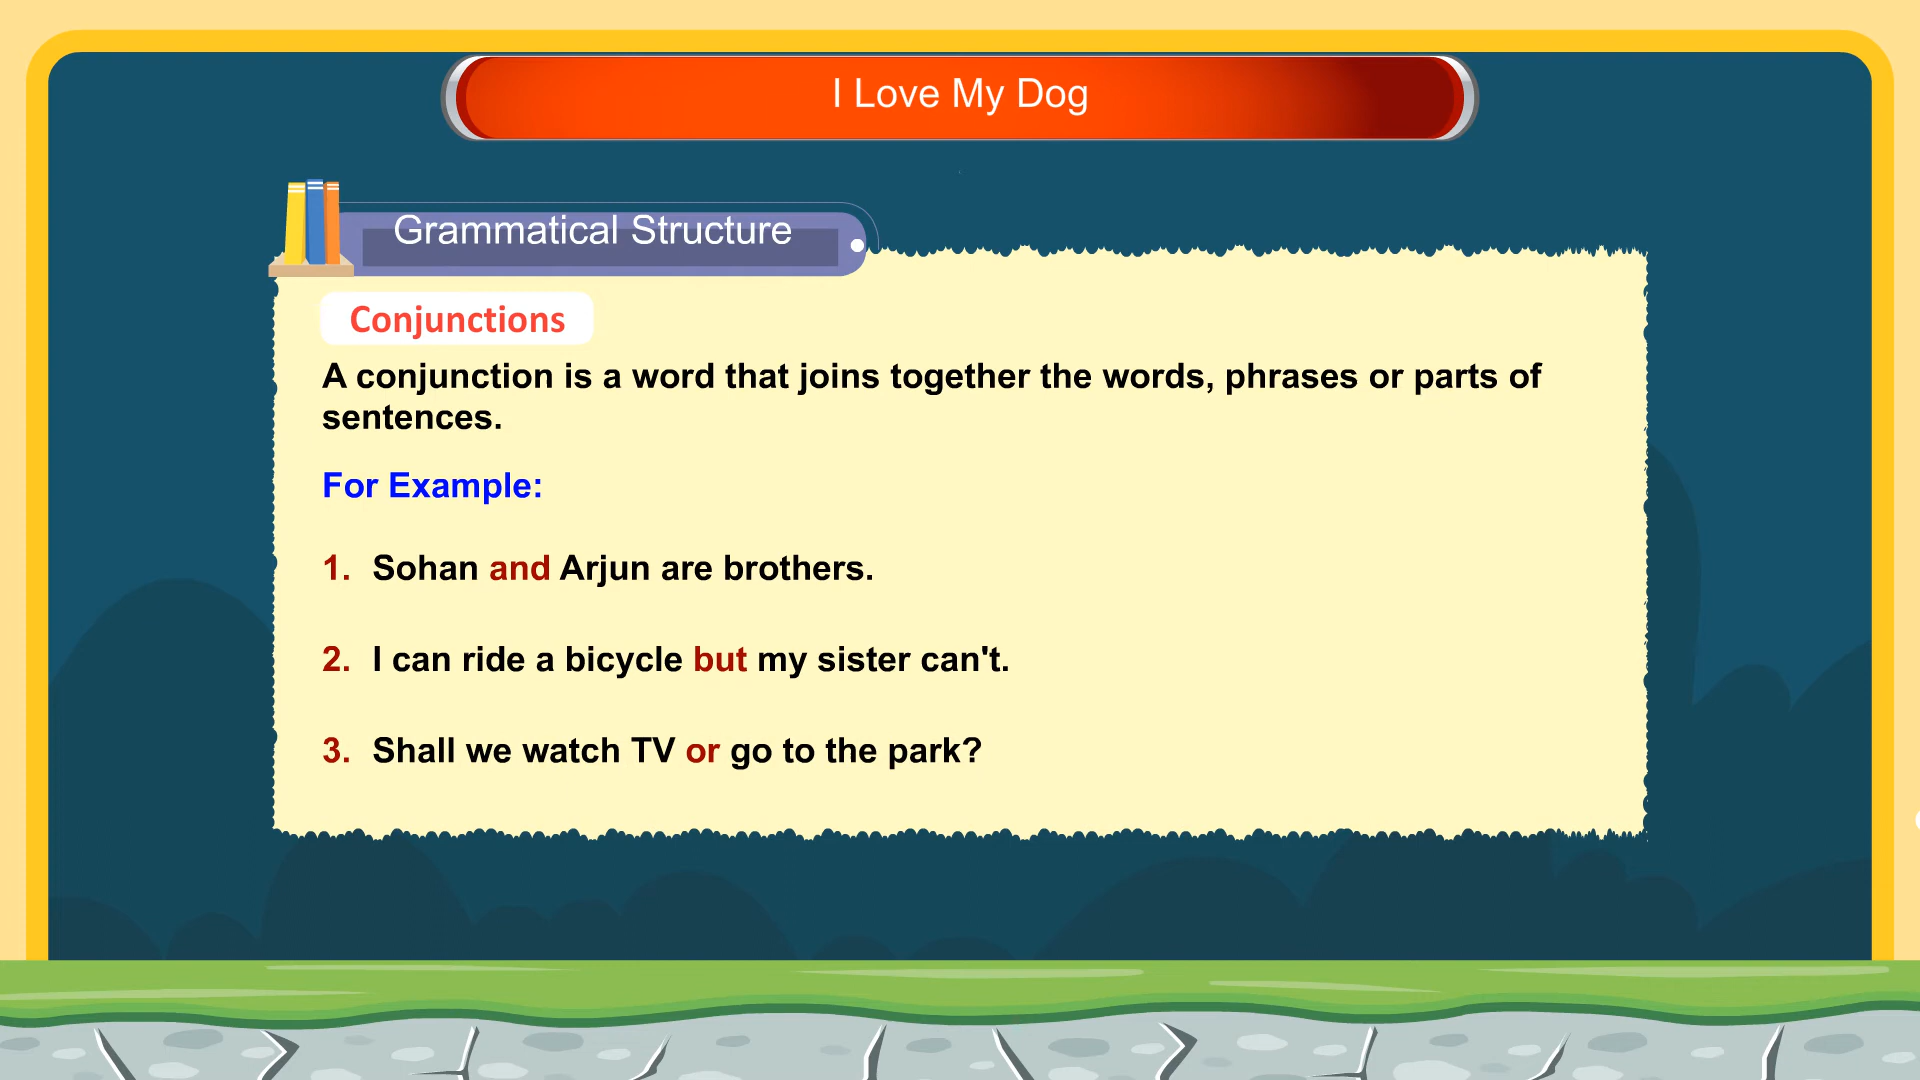 I Love My Dog
Grammatical Structure
Conjunctions
A conjunction is a word that joins together the words, phrases or parts of
sentences.
For Example:
1. Sohan and Arjun are brothers.
2. I can ride a bicycle but my sister can't.
3. Shall we watch TV or go to the park?